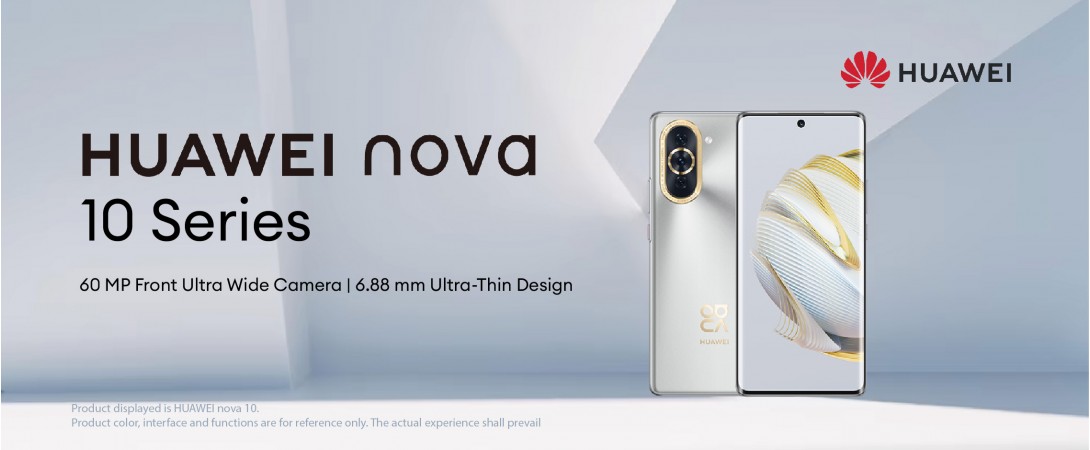 HUAWEI
HUAWEI nova
10 Series
60 MP Front Ultra Wide Camera | 6.88 mm Ultra-Thin Design
HUAWEI
Product displayed is HUAWEI nova 10.
Product color, interface and functions are for reference only. The actual experience shall prevail